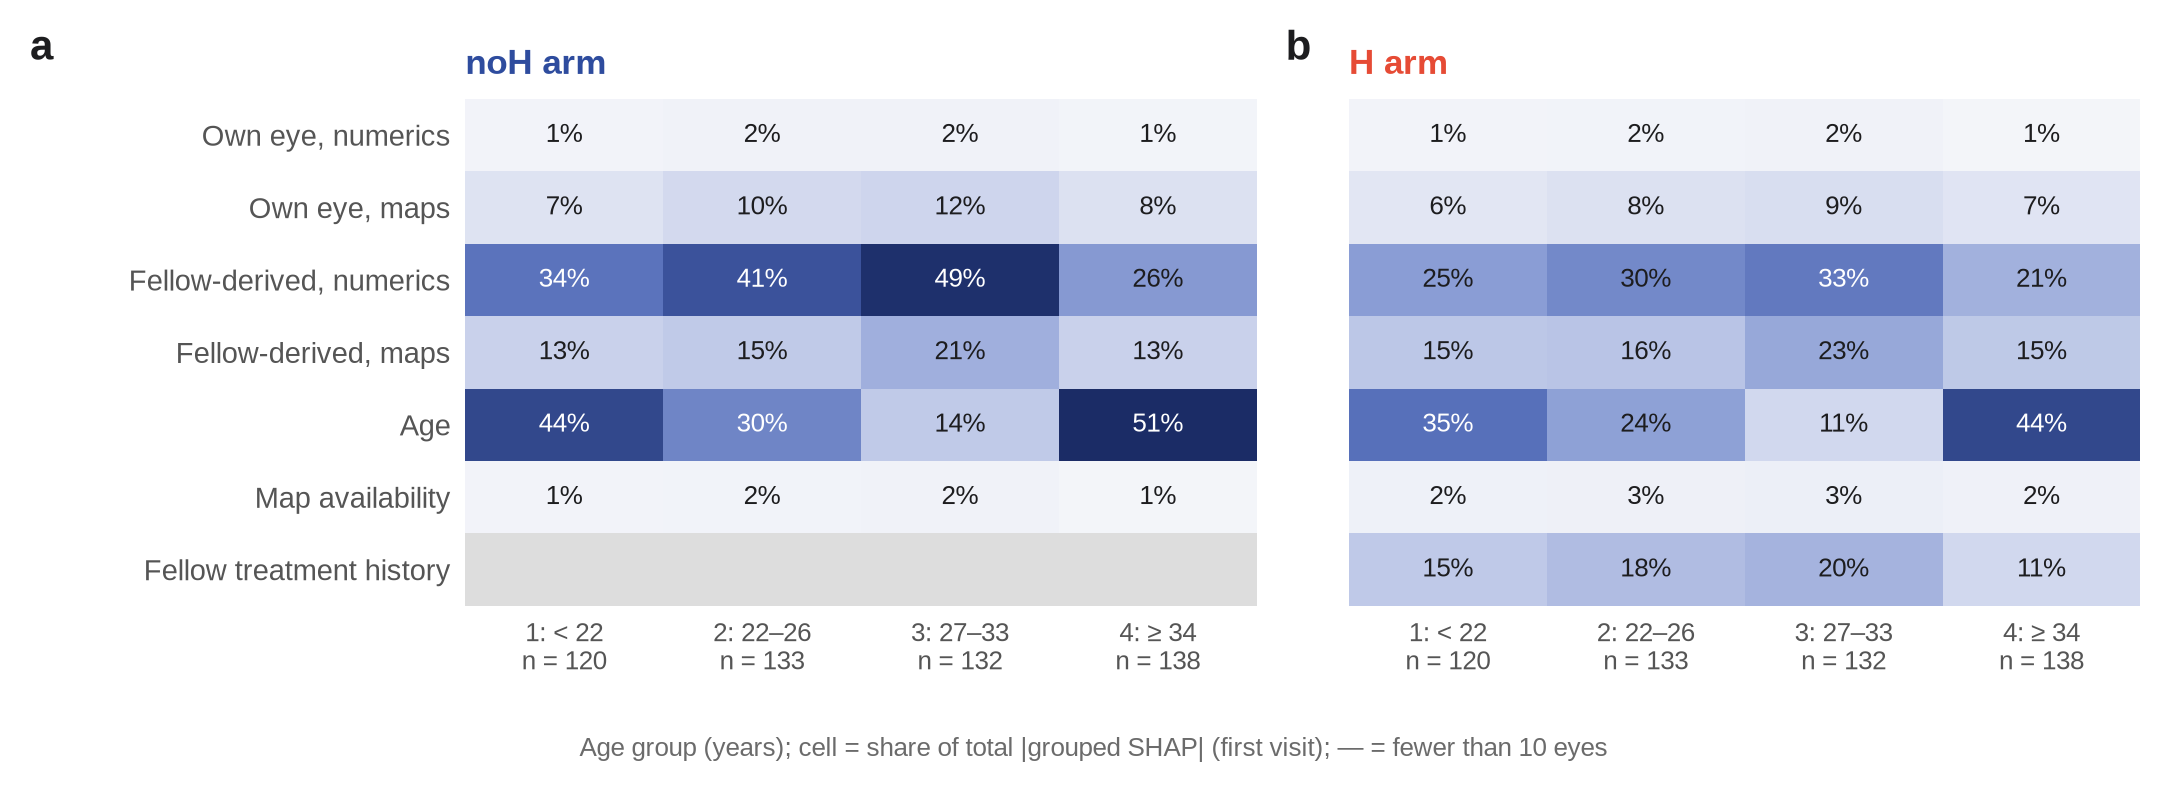 a
noH arm
Own eye, numerics 1% 2% 2% 1%
Own eye, maps 7% 10% 12% 8%
Fellow-derived, numerics 34% 41% 49% 26%
Fellow-derived, maps 13% 15% 21% 13%
Age 44% 30% 14% 51%
Map availability 1% 2% 2% 1%
Fellow treatment history
1: < 22 2: 22–26 3: 27–33 4: ≥ 34
n = 120 n = 133 n = 132 n = 138
b
H arm
1% 2% 2% 1%
6% 8% 9% 7%
25% 30% 33% 21%
15% 16% 23% 15%
35% 24% 11% 44%
2% 3% 3% 2%
15% 18% 20% 11%
1: < 22 2: 22–26 3: 27–33 4: ≥ 34
n = 120 n = 133 n = 132 n = 138
Age group (years); cell = share of total |grouped SHAP| (first visit); — = fewer than 10 eyes